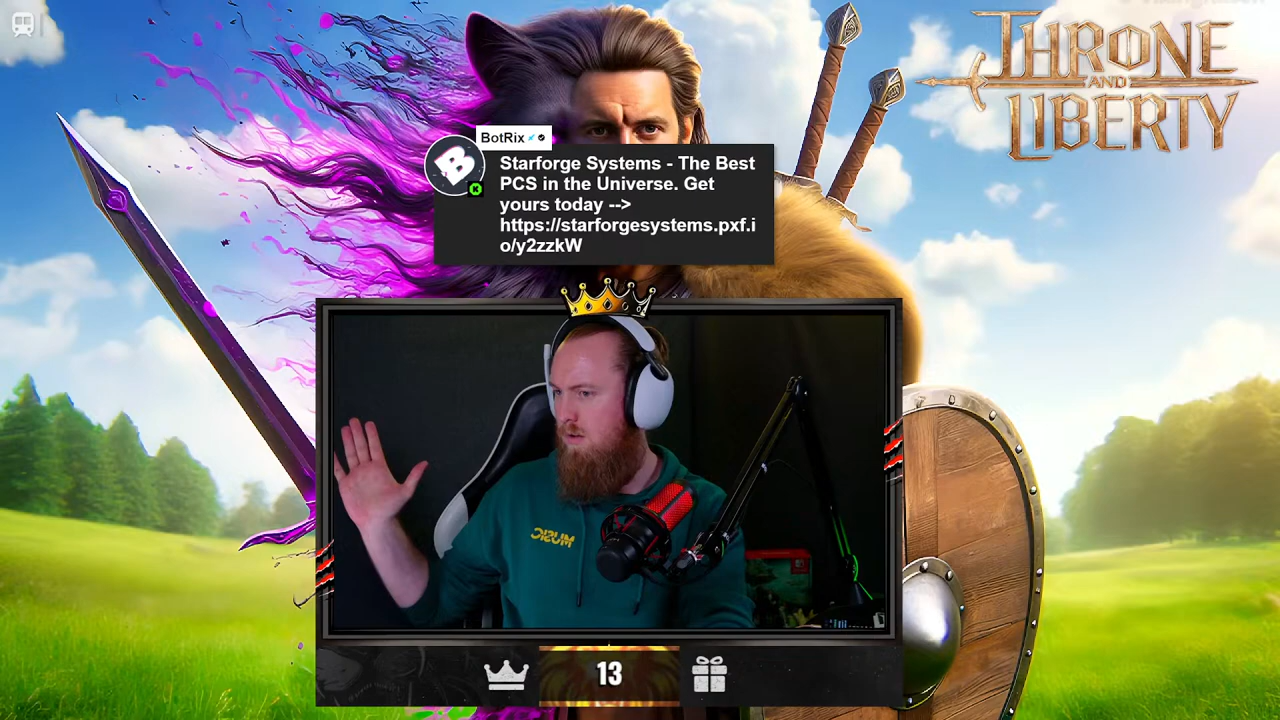 THRONE
AND
LIBERTY
BotRix
Starforge Systems - The Best
PCS in the Universe. Get
yours today -->
https://starforgesystems.pxf.i
o/y2zzkW
MUSIC
13